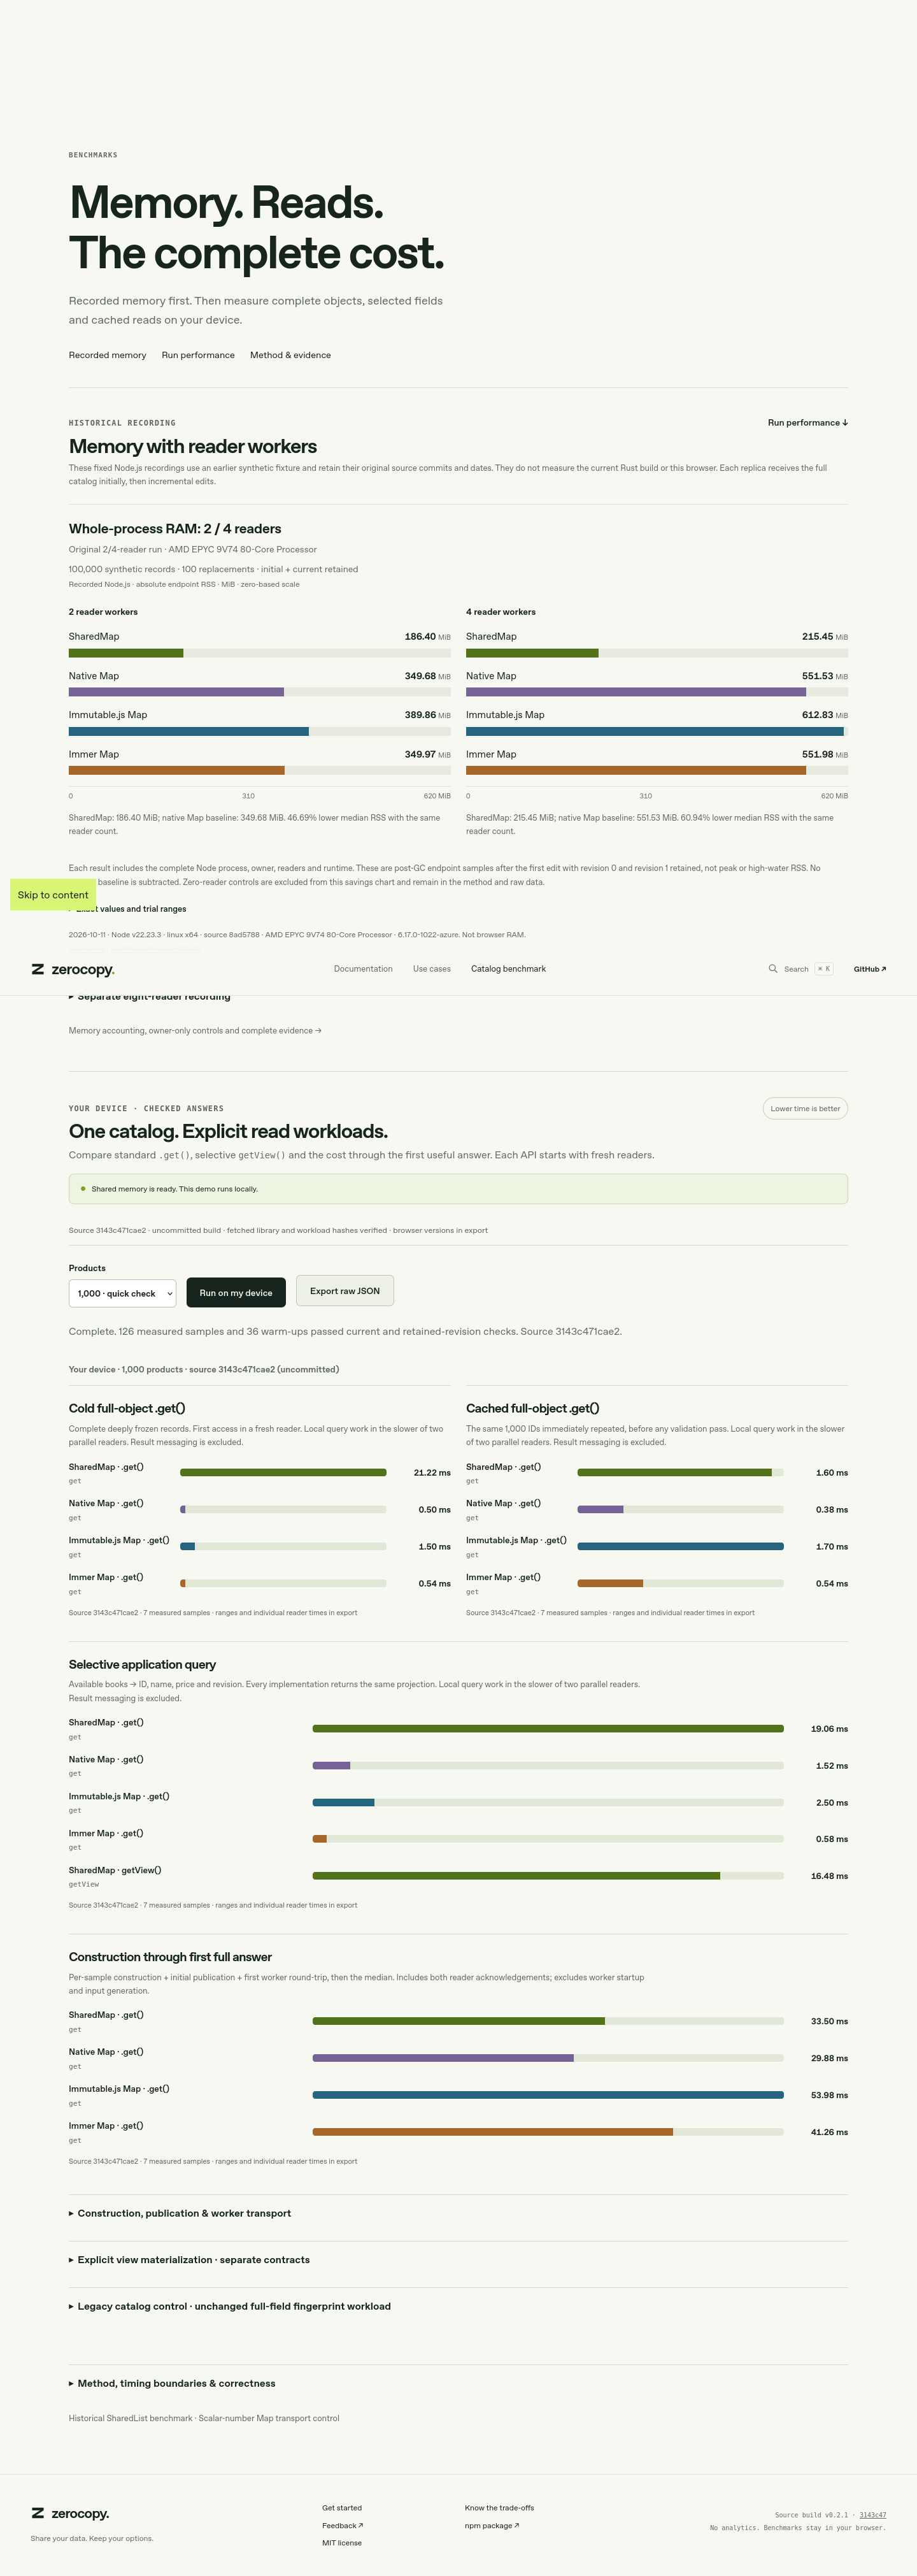 BENCHMARKS
Memory. Reads.
The complete cost.
Recorded memory first. Then measure complete objects, selected fields
and cached reads on your device.
Recorded memory Run performance Method & evidence
HISTORICAL RECORDING
Run performance ↓
Memory with reader workers
These fixed Node.js recordings use an earlier synthetic fixture and retain their original source commits and dates. They do not measure the current Rust build or this browser. Each replica receives the full
catalog initially, then incremental edits.
Whole-process RAM: 2 / 4 readers
Original 2/4-reader run · AMD EPYC 9V74 80-Core Processor
100,000 synthetic records · 100 replacements · initial + current retained
Recorded Node.js · absolute endpoint RSS · MiB · zero-based scale
2 reader workers
SharedMap 186.40 MiB
Native Map 349.68 MiB
Immutable.js Map 389.86 MiB
Immer Map 349.97 MiB
0 310 620 MiB
SharedMap: 186.40 MiB; native Map baseline: 349.68 MiB. 46.69% lower median RSS with the same
reader count.
4 reader workers
SharedMap 215.45 MiB
Native Map 551.53 MiB
Immutable.js Map 612.83 MiB
Immer Map 551.98 MiB
0 310 620 MiB
SharedMap: 215.45 MiB; native Map baseline: 551.53 MiB. 60.94% lower median RSS with the same
reader count.
Each result includes the complete Node process, owner, readers and runtime. These are post-GC endpoint samples after the first edit with revision 0 and revision 1 retained, not peak or high-water RSS. No
baseline is subtracted. Zero-reader controls are excluded from this savings chart and remain in the method and raw data.
Skip to content
values and trial ranges
2026-10-11 · Node v22.23.3 · linux x64 · source 8ad5788 · AMD EPYC 9V74 80-Core Processor · 6.17.0-1022-azure. Not browser RAM.
zerocopy. Documentation Use cases Catalog benchmark Search ⌘ K GitHub ↗
▸ Separate eight-reader recording
Memory accounting, owner-only controls and complete evidence →
YOUR DEVICE · CHECKED ANSWERS
Lower time is better
One catalog. Explicit read workloads.
Compare standard .get(), selective getView() and the cost through the first useful answer. Each API starts with fresh readers.
Shared memory is ready. This demo runs locally.
Source 3143c471cae2 · uncommitted build · fetched library and workload hashes verified · browser versions in export
Products
1,000 · quick check Run on my device Export raw JSON
Complete. 126 measured samples and 36 warm-ups passed current and retained-revision checks. Source 3143c471cae2.
Your device · 1,000 products · source 3143c471cae2 (uncommitted)
Cold full-object .get()
Complete deeply frozen records. First access in a fresh reader. Local query work in the slower of two
parallel readers. Result messaging is excluded.
SharedMap · .get() 21.22 ms
get
Native Map · .get() 0.50 ms
get
Immutable.js Map · .get() 1.50 ms
get
Immer Map · .get() 0.54 ms
get
Source 3143c471cae2 · 7 measured samples · ranges and individual reader times in export
Cached full-object .get()
The same 1,000 IDs immediately repeated, before any validation pass. Local query work in the slower
of two parallel readers. Result messaging is excluded.
SharedMap · .get() 1.60 ms
get
Native Map · .get() 0.38 ms
get
Immutable.js Map · .get() 1.70 ms
get
Immer Map · .get() 0.54 ms
get
Source 3143c471cae2 · 7 measured samples · ranges and individual reader times in export
Selective application query
Available books → ID, name, price and revision. Every implementation returns the same projection. Local query work in the slower of two parallel readers.
Result messaging is excluded.
SharedMap · .get() 19.06 ms
get
Native Map · .get() 1.52 ms
get
Immutable.js Map · .get() 2.50 ms
get
Immer Map · .get() 0.58 ms
get
SharedMap · getView() 16.48 ms
getView
Source 3143c471cae2 · 7 measured samples · ranges and individual reader times in export
Construction through first full answer
Per-sample construction + initial publication + first worker round-trip, then the median. Includes both reader acknowledgements; excludes worker startup
and input generation.
SharedMap · .get() 33.50 ms
get
Native Map · .get() 29.88 ms
get
Immutable.js Map · .get() 53.98 ms
get
Immer Map · .get() 41.26 ms
get
Source 3143c471cae2 · 7 measured samples · ranges and individual reader times in export
▸ Construction, publication & worker transport
▸ Explicit view materialization · separate contracts
▸ Legacy catalog control · unchanged full-field fingerprint workload
▸ Method, timing boundaries & correctness
Historical SharedList benchmark · Scalar-number Map transport control
zerocopy.
Share your data. Keep your options.
Get started
Feedback ↗
MIT license
Know the trade-offs
npm package ↗
Source build v0.2.1 · 3143c47
No analytics. Benchmarks stay in your browser.